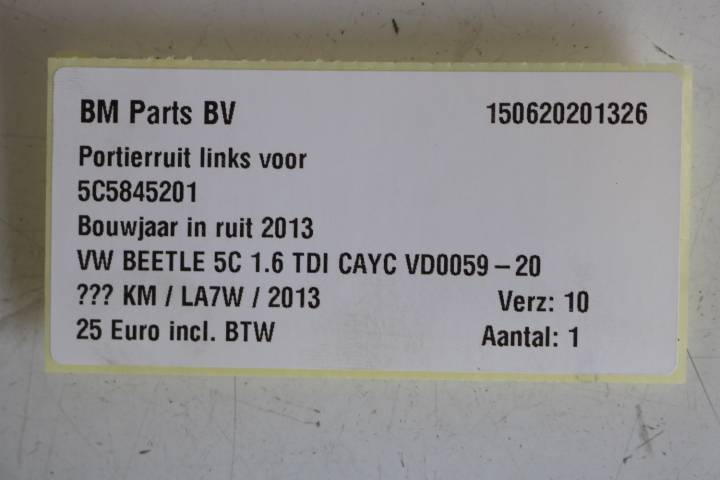 BM Parts BV 150620201326
Portierruit links voor
5C5845201
Bouwjaar in ruit 2013
VW BEETLE 5C 1.6 TDI CAYC VD0059 – 20
??? KM / LA7W / 2013 Verz: 10
25 Euro incl. BTW Aantal: 1